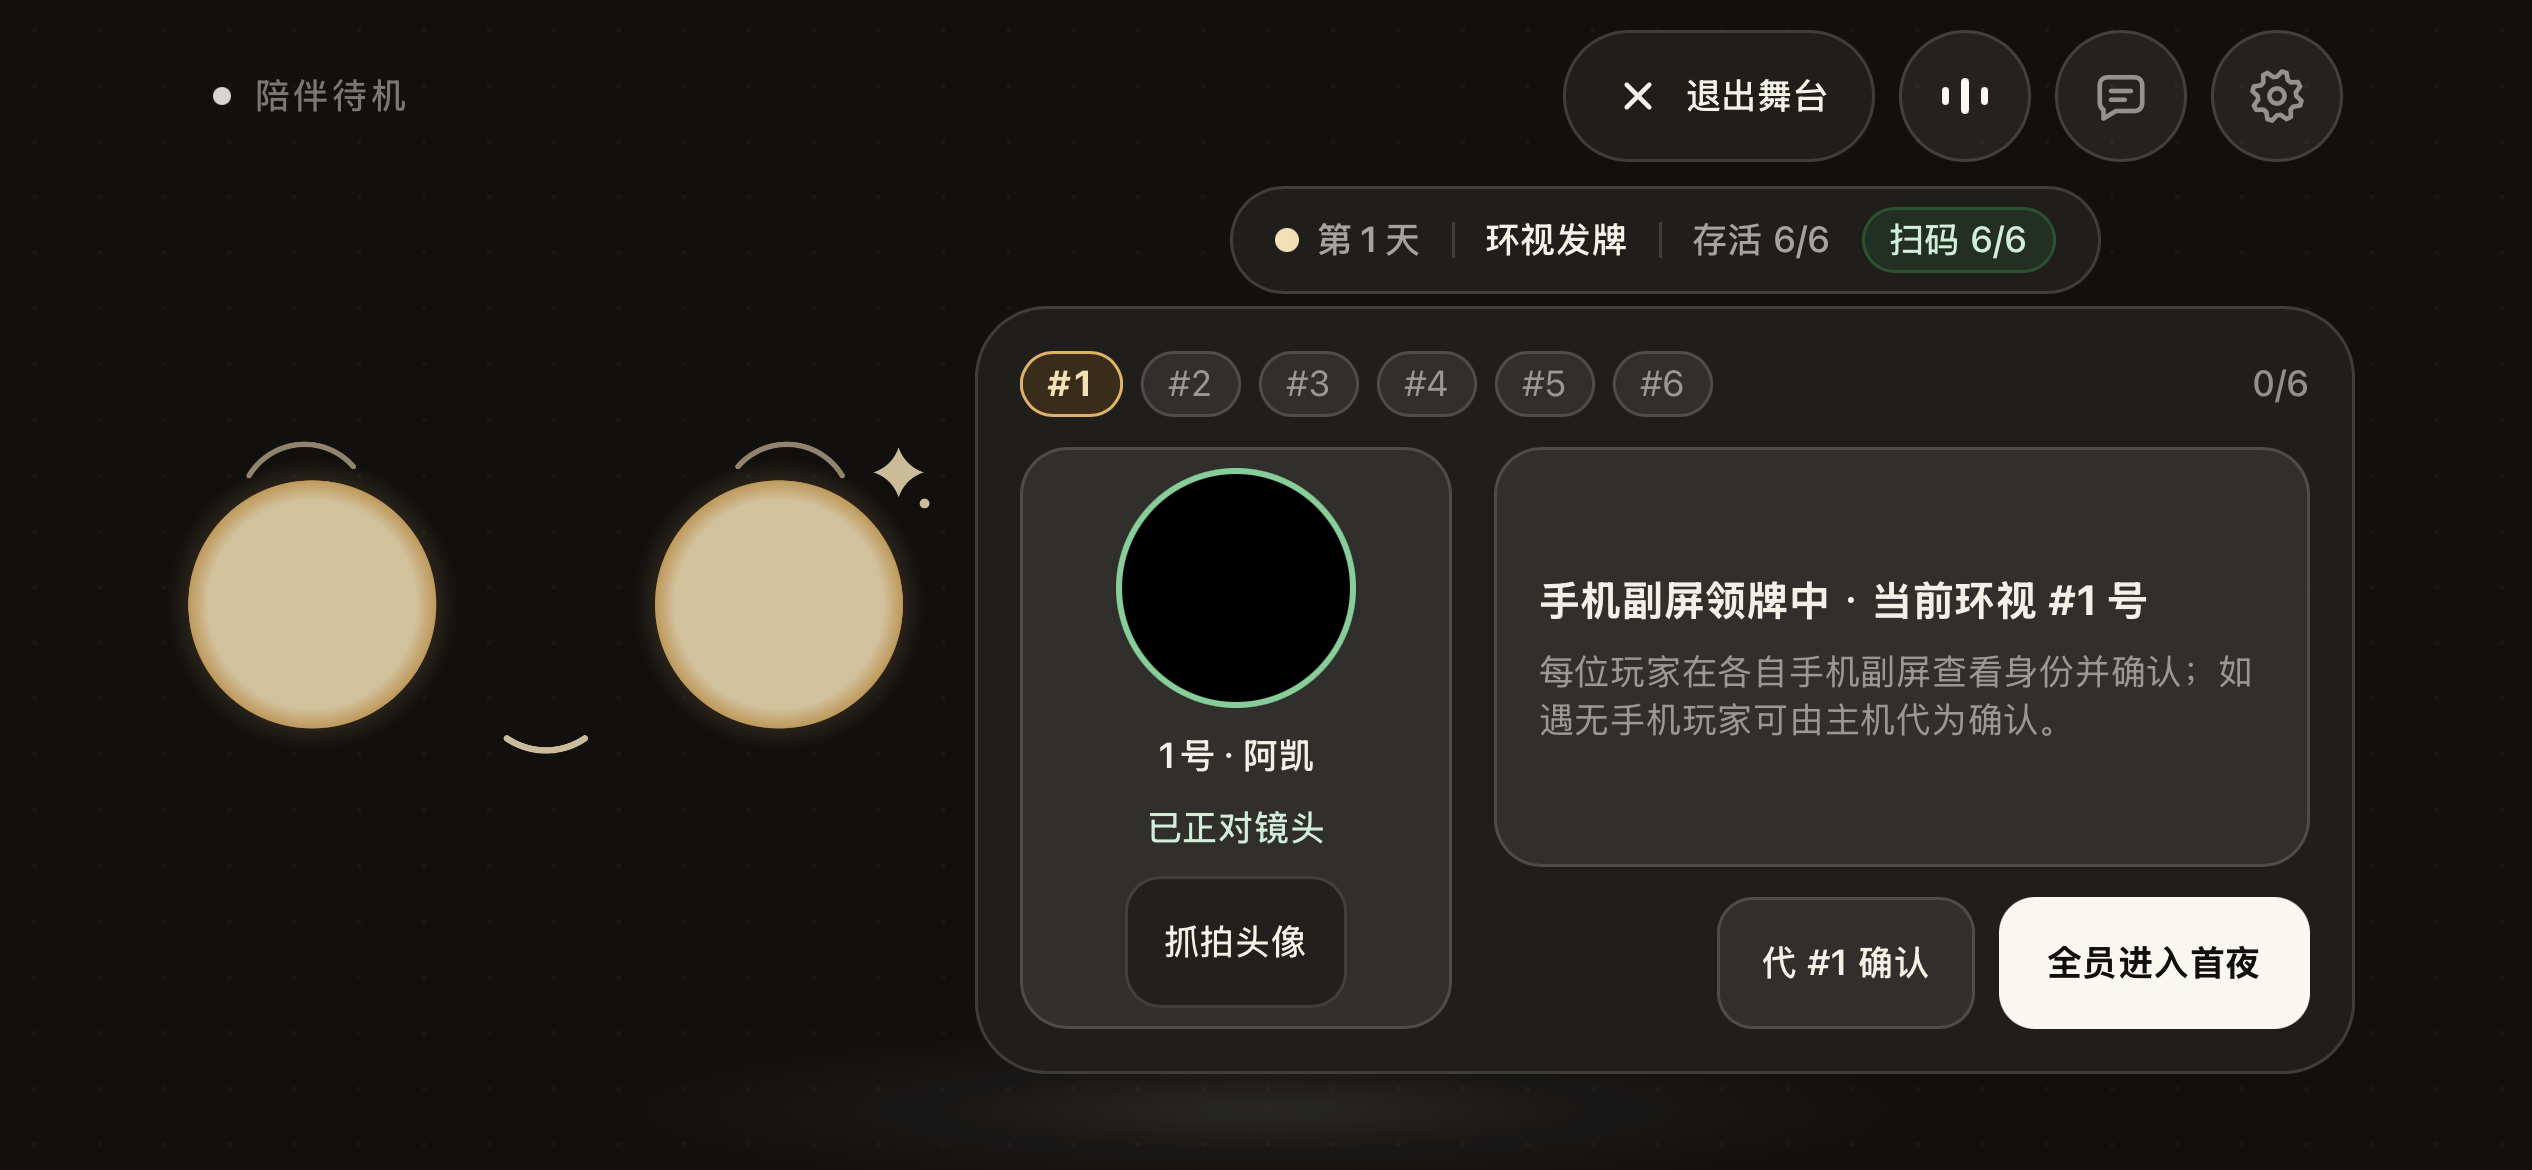 陪伴待机
退出舞台
第 1 天 环视发牌 存活 6/6 扫码 6/6
#1 #2 #3 #4 #5 #6 0/6
1号 · 阿凯
已正对镜头
抓拍头像
手机副屏领牌中 · 当前环视 #1 号
每位玩家在各自手机副屏查看身份并确认；如
遇无手机玩家可由主机代为确认。
代 #1 确认
全员进入首夜